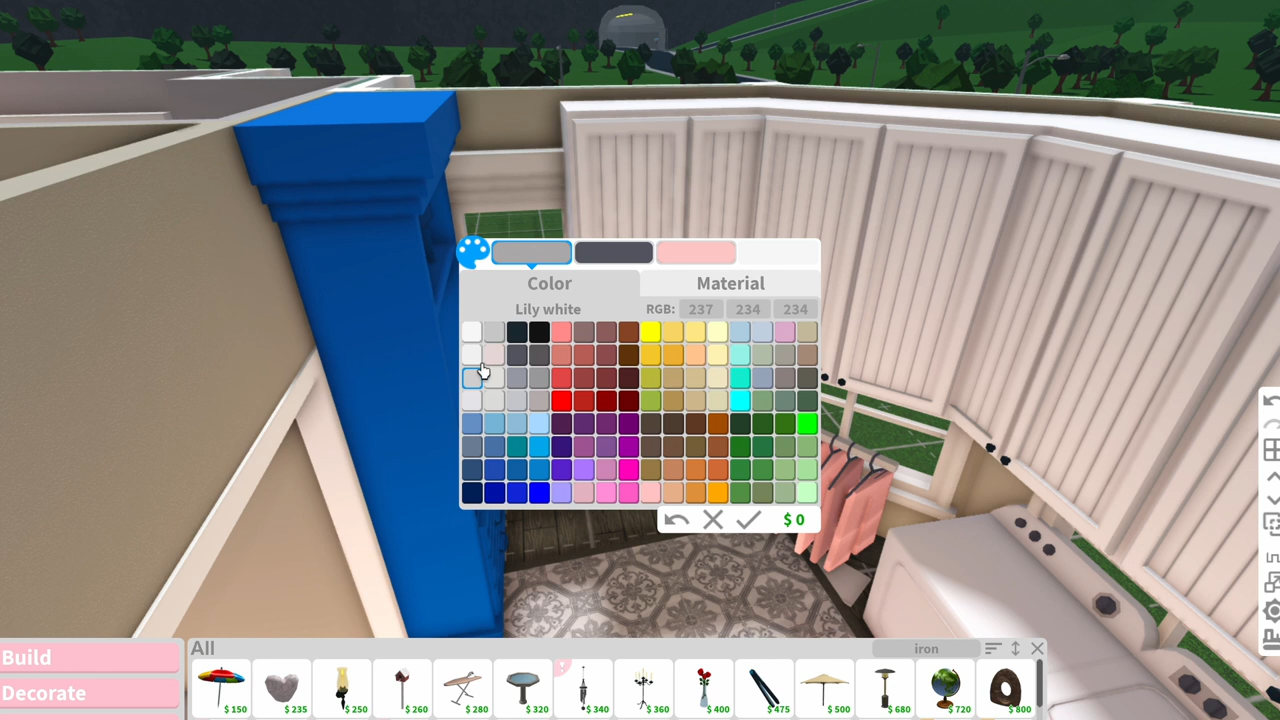 Color
Material
Lily white
RGB: 237 234 234
$ 0
Build
Decorate
All
iron
$ 150
$ 235
$ 250
$ 260
$ 280
$ 320
$ 340
$ 360
$ 400
$ 475
$ 500
$ 680
$ 720
$ 800